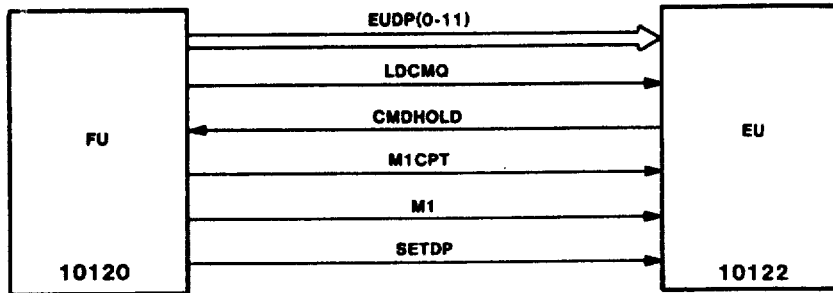 EUDP(0-11)
LDCMQ
CMDHOLD
FU
EU
M1CPT
M1
SETDP
10120
10122